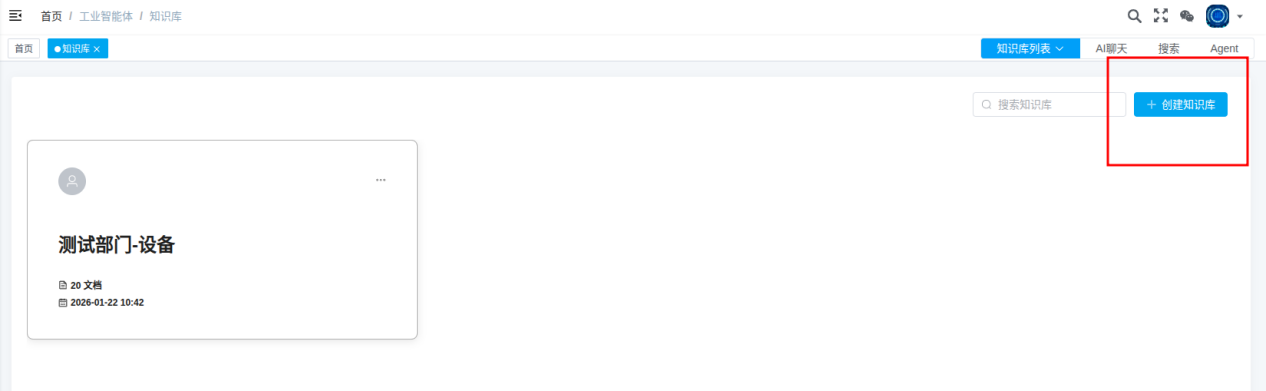 首页 / 工业智能体 / 知识库
首页 知识库 × 知识库列表 AI聊天 搜索 Agent
搜索知识库 + 创建知识库
测试部门-设备
20 文档
2026-01-22 10:42